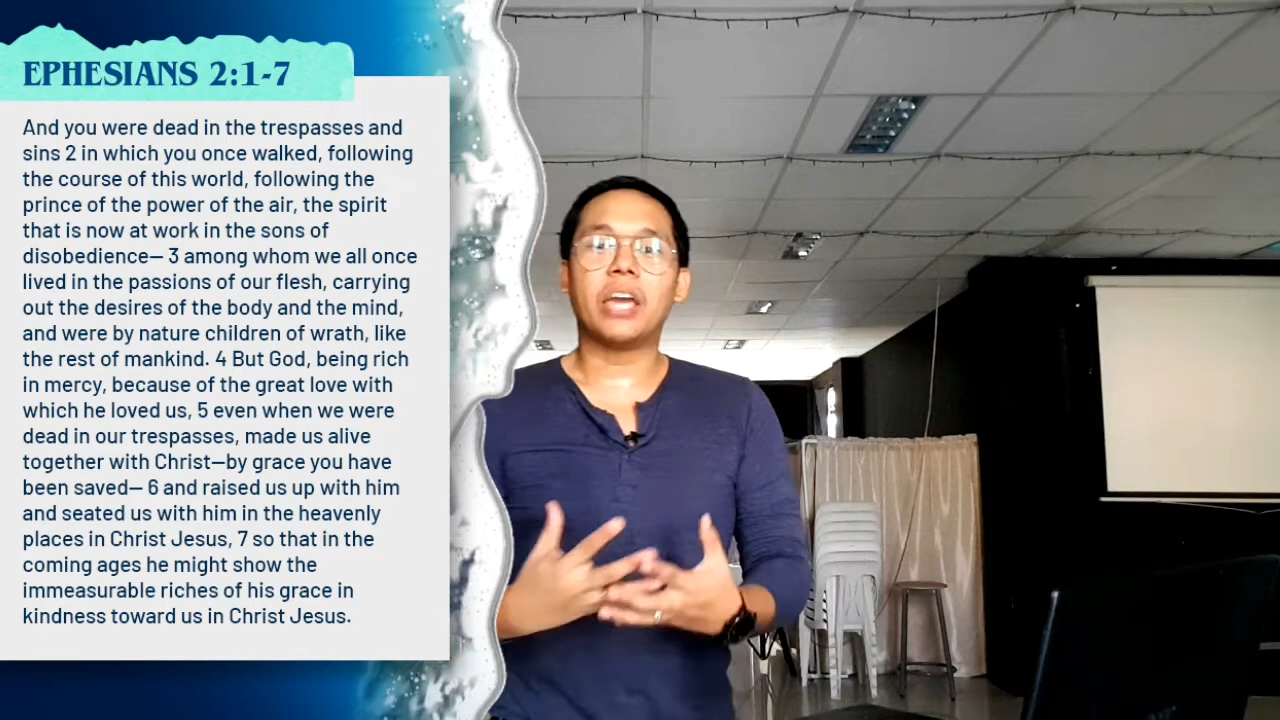 EPHESIANS 2:1-7
And you were dead in the trespasses and
sins 2 in which you once walked, following
the course of this world, following the
prince of the power of the air, the spirit
that is now at work in the sons of
disobedience— 3 among whom we all once
lived in the passions of our flesh, carrying
out the desires of the body and the mind,
and were by nature children of wrath, like
the rest of mankind. 4 But God, being rich
in mercy, because of the great love with
which he loved us, 5 even when we were
dead in our trespasses, made us alive
together with Christ—by grace you have
been saved— 6 and raised us up with him
and seated us with him in the heavenly
places in Christ Jesus, 7 so that in the
coming ages he might show the
immeasurable riches of his grace in
kindness toward us in Christ Jesus.